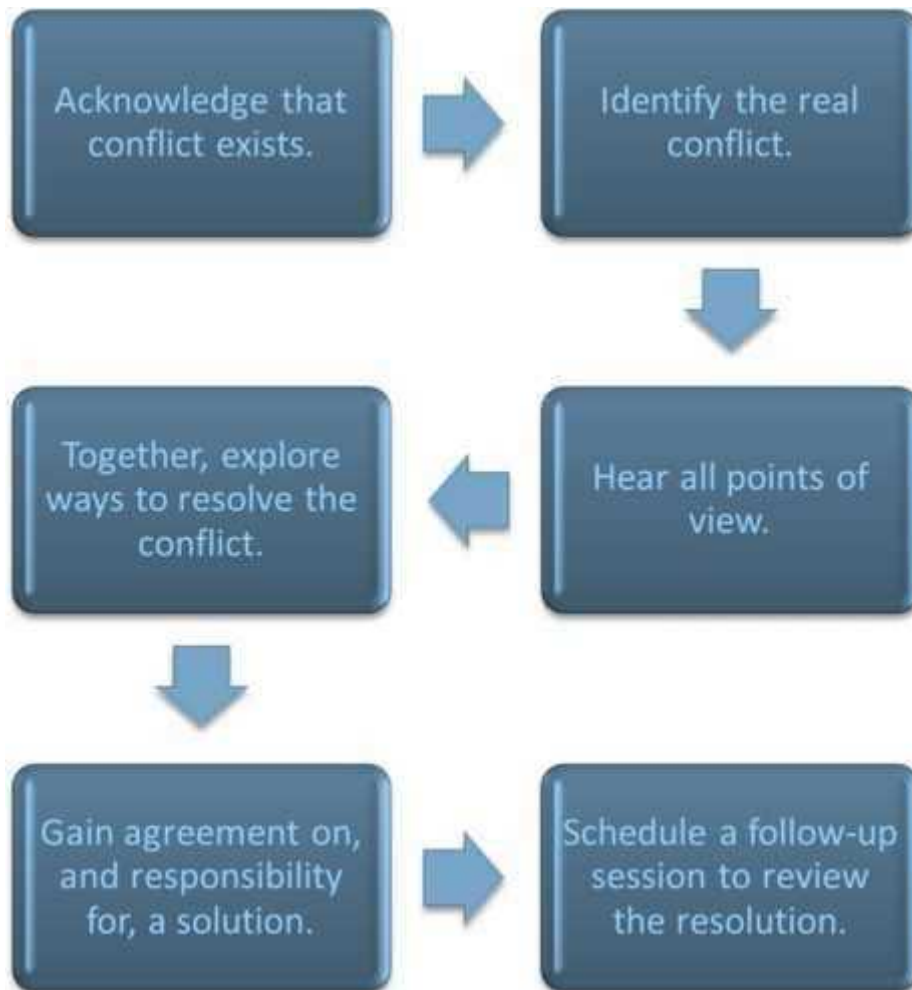 Acknowledge that
conflict exists.
Identify the real
conflict.
Hear all points of
view.
Together, explore
ways to resolve the
conflict.
Gain agreement on,
and responsibility
for, a solution.
Schedule a follow-up
session to review
the resolution.